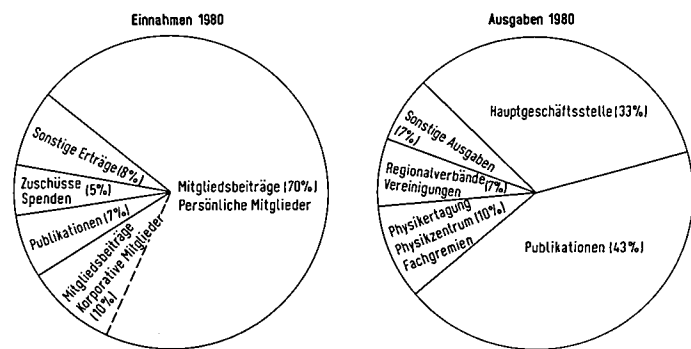 Einnahmen 1980
Sonstige Erträge (8%)
Zuschüsse (5%)
Spenden
Publikationen (7%)
Mitgliedsbeiträge
Korporative Mitglieder
(10%)
Mitgliedsbeiträge (70%)
Persönliche Mitglieder
Ausgaben 1980
Hauptgeschäftsstelle (33%)
Sonstige Ausgaben
(7%)
Regionalverbände (7%)
Vereinigungen
Physikertagung
Physikzentrum (10%)
Fachgremien
Publikationen (43%)